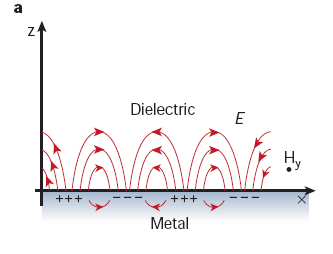 a
z
Dielectric
E
Hy
+++ --- +++ ---
x
Metal